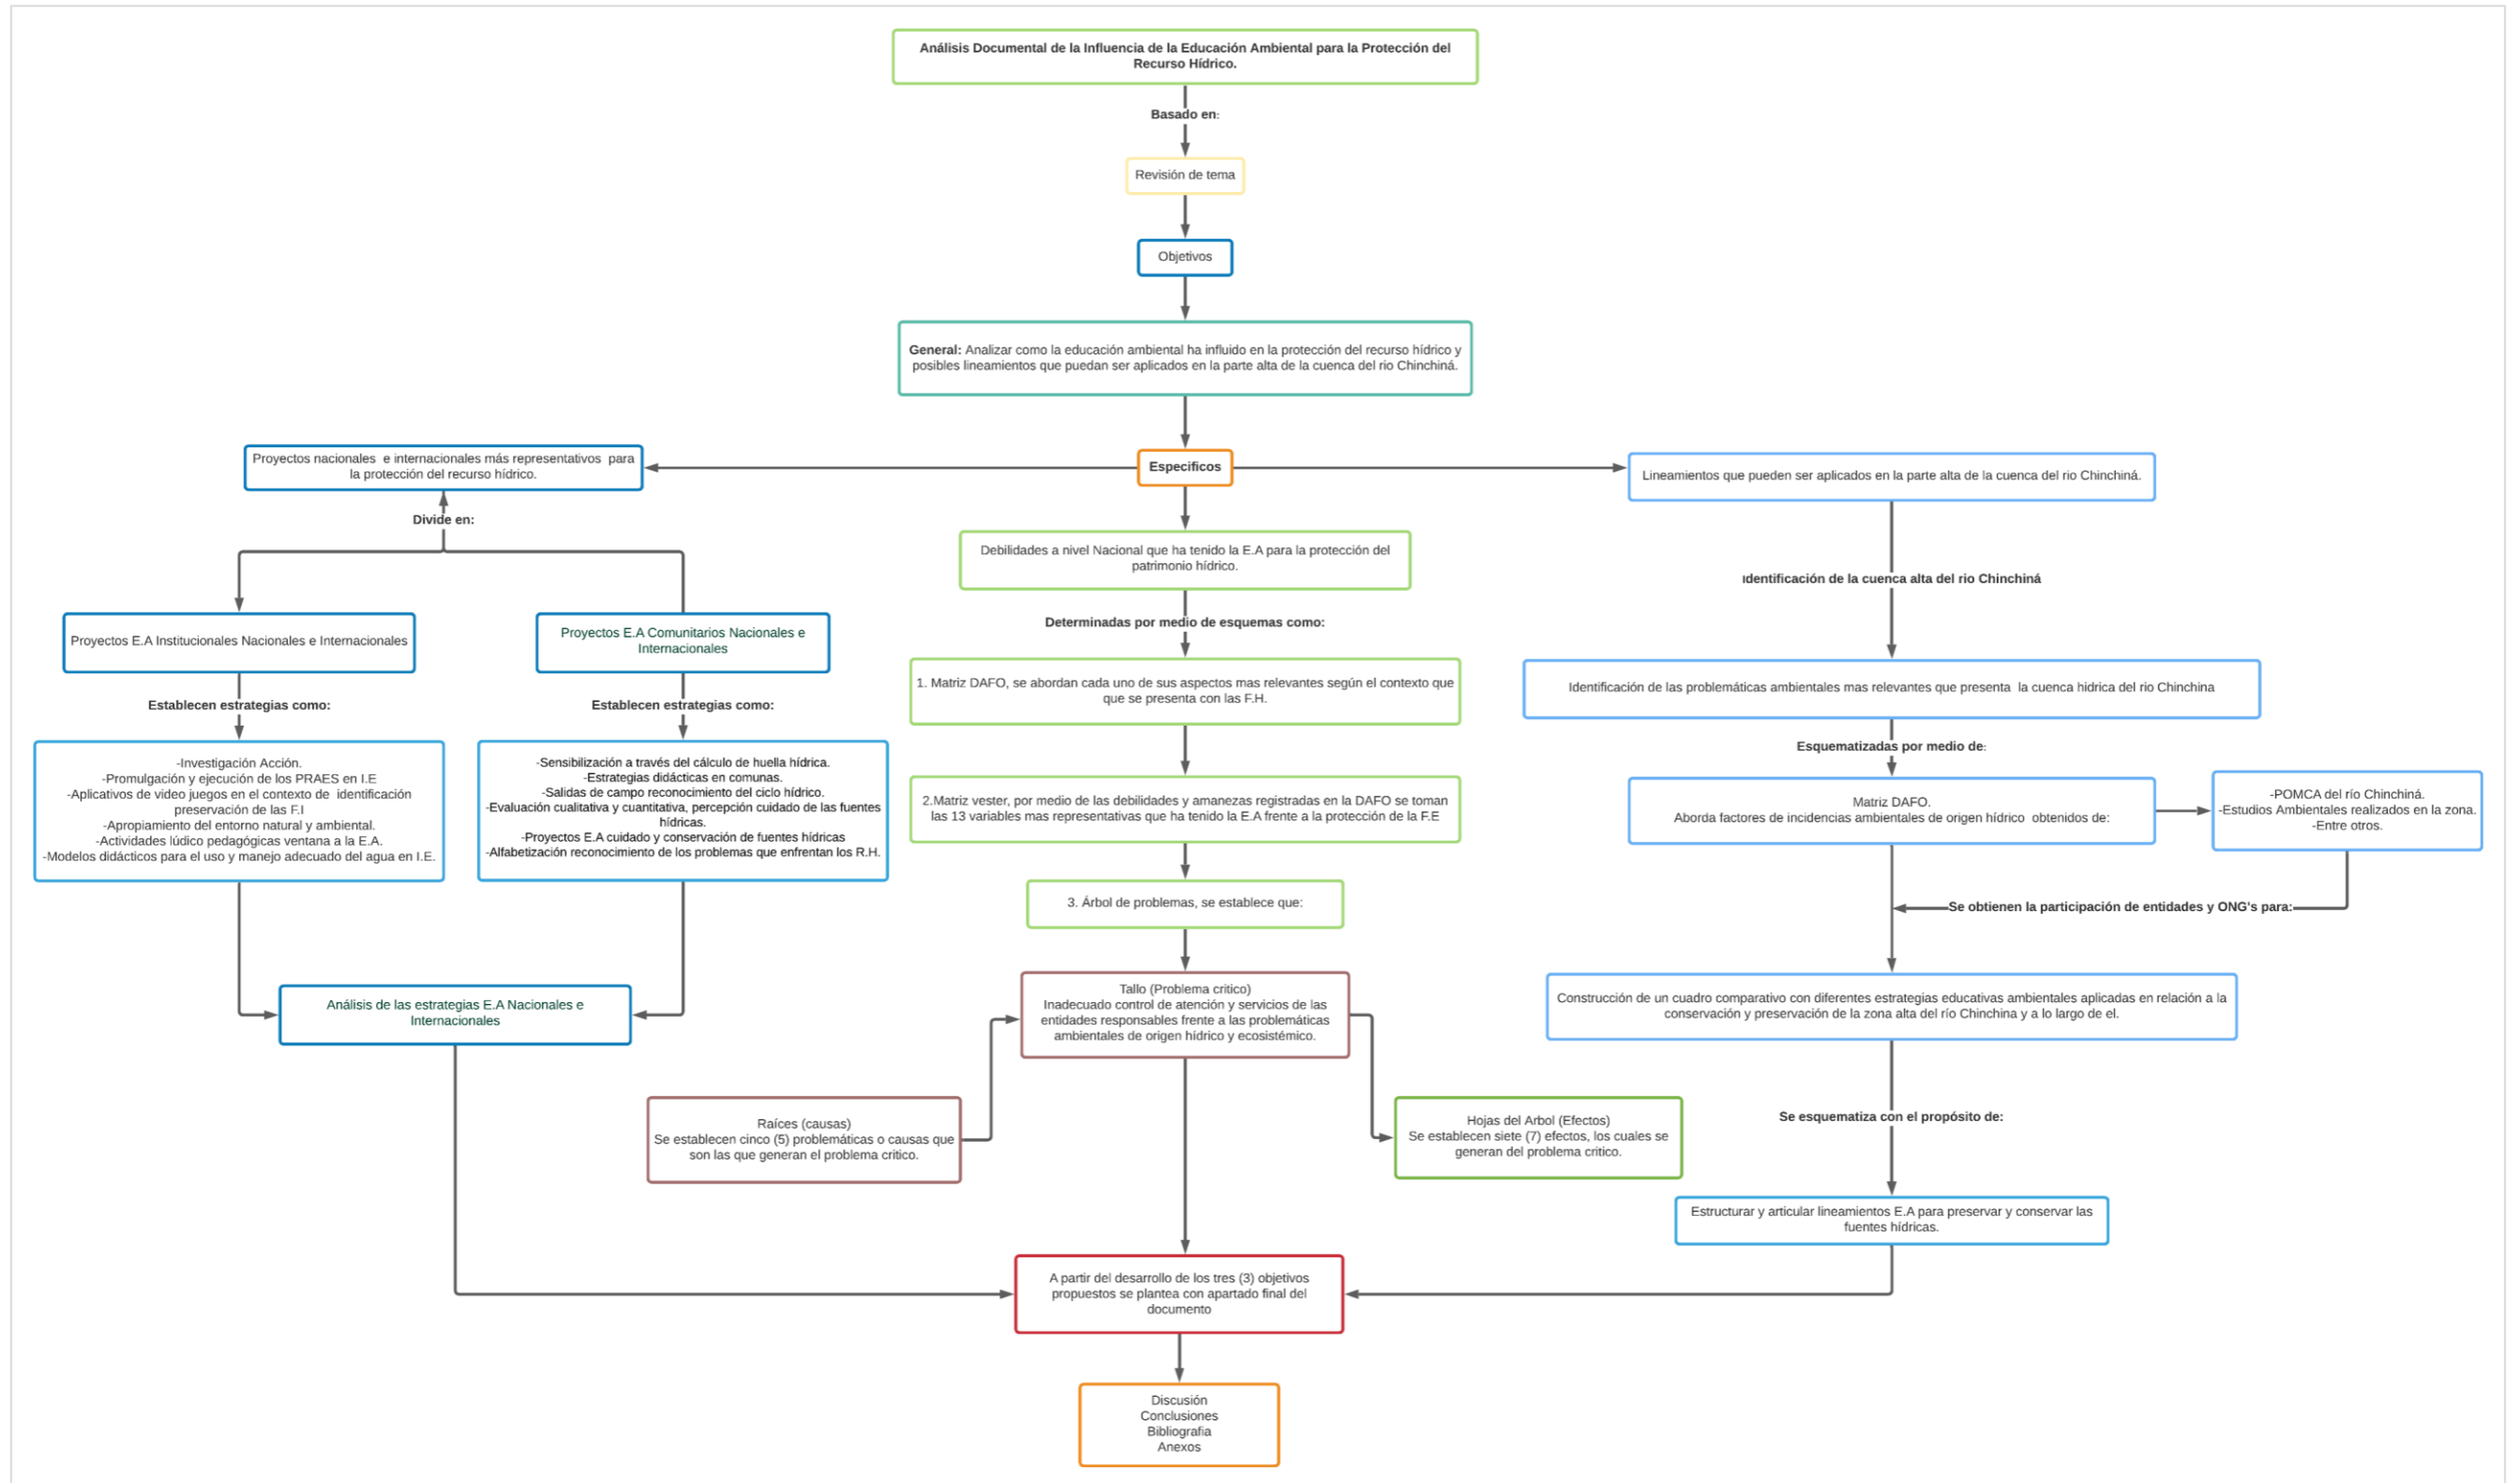 Análisis Documental de la Influencia de la Educación Ambiental para la Protección del
Recurso Hídrico.
Basado en:
Revisión de tema
Objetivos
General: Analizar como la educación ambiental ha influido en la protección del recurso hídrico y
posibles lineamientos que puedan ser aplicados en la parte alta de la cuenca del rio Chinchiná.
Especificos
Proyectos nacionales e internacionales más representativos para
la protección del recurso hídrico.
Divide en:
Proyectos E.A Institucionales Nacionales e Internacionales
Establecen estrategias como:
-Investigación Acción.
-Promulgación y ejecución de los PRAES en I.E
-Aplicativos de video juegos en el contexto de identificación
preservación de las F.I
-Apropiamiento del entorno natural y ambiental.
-Actividades lúdico pedagógicas ventana a la E.A.
-Modelos didácticos para el uso y manejo adecuado del agua en I.E.
Proyectos E.A Comunitarios Nacionales e
Internacionales
Establecen estrategias como:
-Sensibilización a través del cálculo de huella hídrica.
-Estrategias didácticas en comunas.
-Salidas de campo reconocimiento del ciclo hídrico.
-Evaluación cualitativa y cuantitativa, percepción cuidado de las fuentes
hídricas.
-Proyectos E.A cuidado y conservación de fuentes hídricas
-Alfabetización reconocimiento de los problemas que enfrentan los R.H.
Análisis de las estrategias E.A Nacionales e
Internacionales
Debilidades a nivel Nacional que ha tenido la E.A para la protección del
patrimonio hídrico.
Determinadas por medio de esquemas como:
1. Matriz DAFO, se abordan cada uno de sus aspectos mas relevantes según el contexto que
que se presenta con las F.H.
2.Matriz vester, por medio de las debilidades y amanezas registradas en la DAFO se toman
las 13 variables mas representativas que ha tenido la E.A frente a la protección de la F.E
3. Árbol de problemas, se establece que:
Tallo (Problema critico)
Inadecuado control de atención y servicios de las
entidades responsables frente a las problemáticas
ambientales de origen hídrico y ecosistémico.
Raíces (causas)
Se establecen cinco (5) problemáticas o causas que
son las que generan el problema critico.
Hojas del Arbol (Efectos)
Se establecen siete (7) efectos, los cuales se
generan del problema critico.
Lineamientos que pueden ser aplicados en la parte alta de la cuenca del rio Chinchiná.
Identificación de la cuenca alta del rio Chinchiná
Identificación de las problemáticas ambientales mas relevantes que presenta la cuenca hidrica del rio Chinchina
Esquematizadas por medio de:
Matriz DAFO.
Aborda factores de incidencias ambientales de origen hídrico obtenidos de:
-POMCA del río Chinchiná.
-Estudios Ambientales realizados en la zona.
-Entre otros.
Se obtienen la participación de entidades y ONG's para:
Construcción de un cuadro comparativo con diferentes estrategias educativas ambientales aplicadas en relación a la
conservación y preservación de la zona alta del río Chinchina y a lo largo de el.
Se esquematiza con el propósito de:
Estructurar y articular lineamientos E.A para preservar y conservar las
fuentes hídricas.
A partir del desarrollo de los tres (3) objetivos
propuestos se plantea con apartado final del
documento
Discusión
Conclusiones
Bibliografia
Anexos